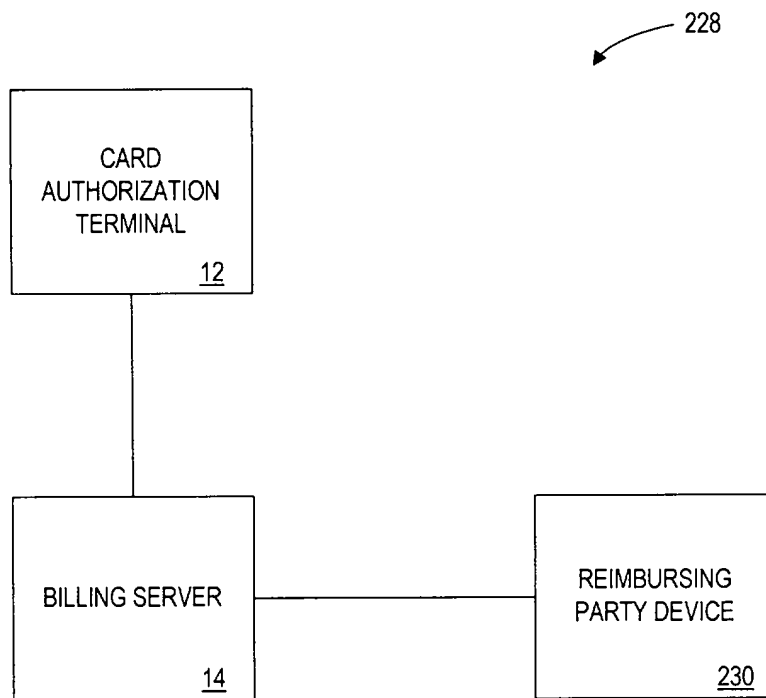 228
CARD
AUTHORIZATION
TERMINAL
12
BILLING SERVER
14
REIMBURSING
PARTY DEVICE
230